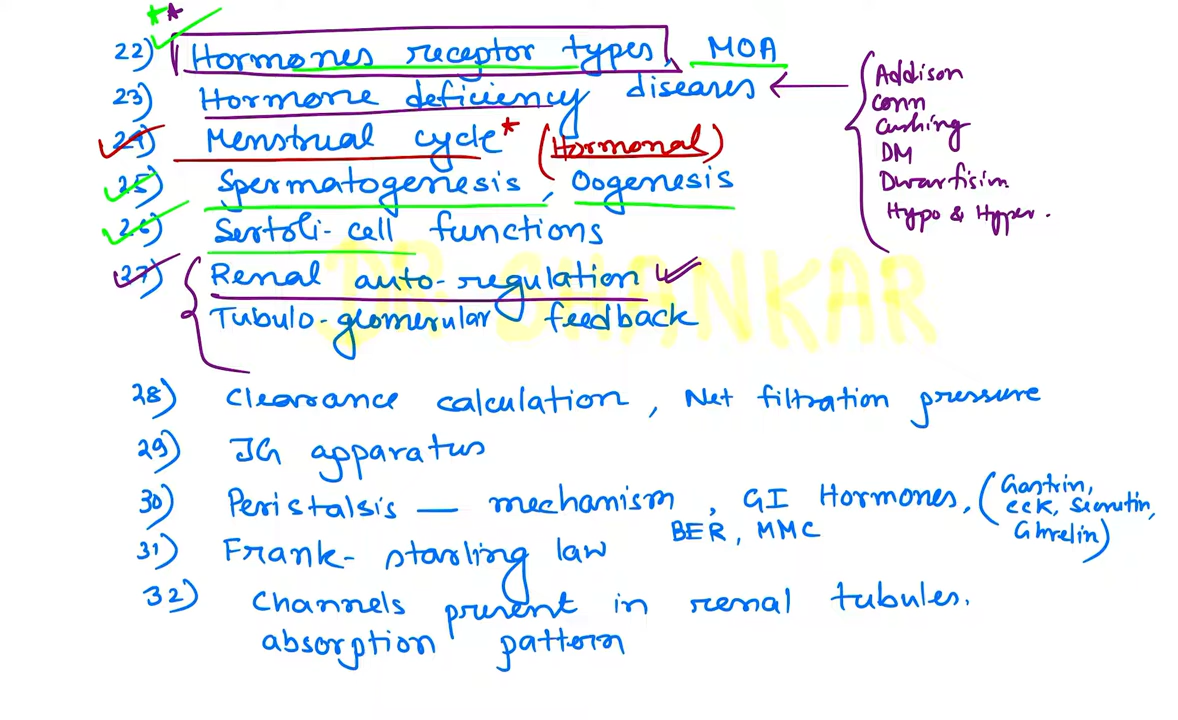 22) Hormones receptor types, MOA
23) Hormone deficiency diseases ←
Addison
Conn
Cushing
DM
Dwarfisim
Hypo & Hyper.
24) Menstrual cycle* (Hormonal)
25) Spermatogenesis, Oogenesis
26) Sertoli-cell functions
27) Renal auto-regulation
Tubulo-glomerular feedback
DR SHANKAR
28) Clearance calculation, Net filtration pressure
29) JG apparatus
30) Peristalsis — mechanism, GI Hormones, (Gastrin,
CCK, Secretin,
Ghrelin)
BER, MMC
31) Frank-starling law
32) Channels present in renal tubules.
absorption pattern